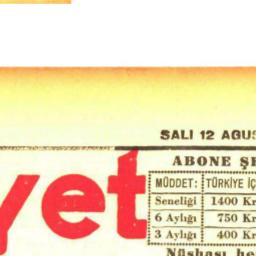 SALI 12 AGUS
yet
ABONE ŞE
MÜDDET: TÜRKİYE İÇ
Seneliği 1400 Kr
6 Aylığı 750 Kr
3 Aylığı 400 Kr
Nüshası he